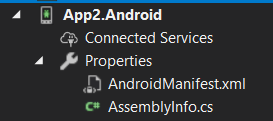 App2.Android
Connected Services
Properties
AndroidManifest.xml
C# AssemblyInfo.cs